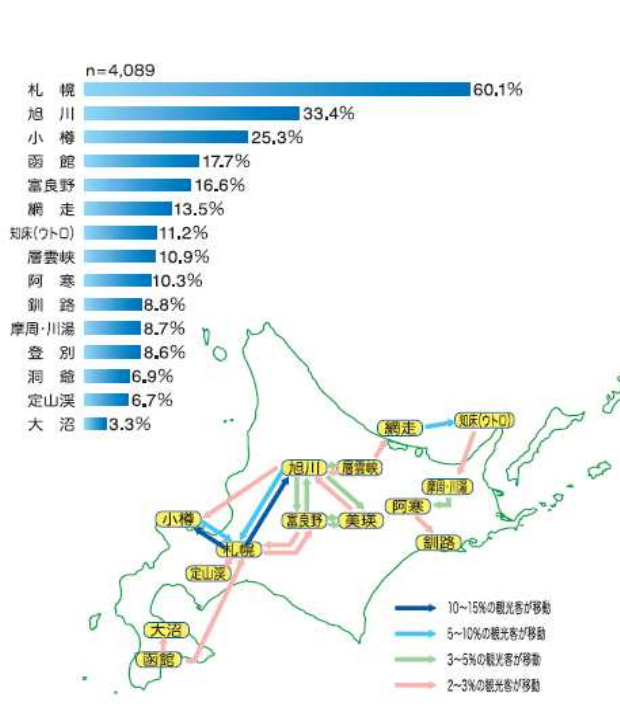 n=4,089
札幌 60.1%
旭川 33.4%
小樽 25.3%
函館 17.7%
富良野 16.6%
網走 13.5%
知床(ウトロ) 11.2%
層雲峡 10.9%
阿寒 10.3%
釧路 8.8%
摩周・川湯 8.7%
登別 8.6%
洞爺 6.9%
定山渓 6.7%
大沼 3.3%
網走
知床(ウトロ)
旭川
層雲峡
摩周・川湯
阿寒
小樽
富良野
美瑛
釧路
札幌
定山渓
大沼
函館
10~15%の観光客が移動
5~10%の観光客が移動
3~5%の観光客が移動
2~3%の観光客が移動